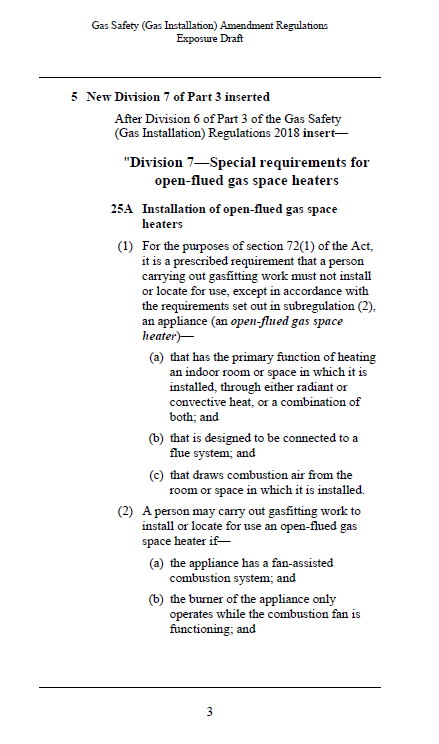 Gas Safety (Gas Installation) Amendment Regulations
Exposure Draft
5 New Division 7 of Part 3 inserted
After Division 6 of Part 3 of the Gas Safety
(Gas Installation) Regulations 2018 insert—
"Division 7—Special requirements for
open-flued gas space heaters
25A Installation of open-flued gas space
heaters
(1) For the purposes of section 72(1) of the Act,
it is a prescribed requirement that a person
carrying out gasfitting work must not install
or locate for use, except in accordance with
the requirements set out in subregulation (2),
an appliance (an open-flued gas space
heater)—
(a) that has the primary function of heating
an indoor room or space in which it is
installed, through either radiant or
convective heat, or a combination of
both; and
(b) that is designed to be connected to a
flue system; and
(c) that draws combustion air from the
room or space in which it is installed.
(2) A person may carry out gasfitting work to
install or locate for use an open-flued gas
space heater if—
(a) the appliance has a fan-assisted
combustion system; and
(b) the burner of the appliance only
operates while the combustion fan is
functioning; and
3